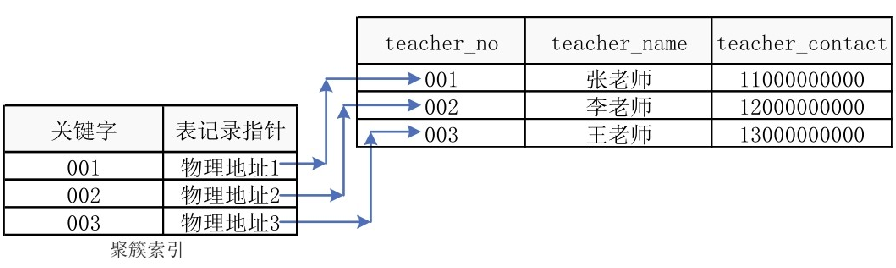 teacher_no teacher_name teacher_contact
001 张老师 11000000000
002 李老师 12000000000
003 王老师 13000000000
关键字 表记录指针
001 物理地址1
002 物理地址2
003 物理地址3
聚簇索引